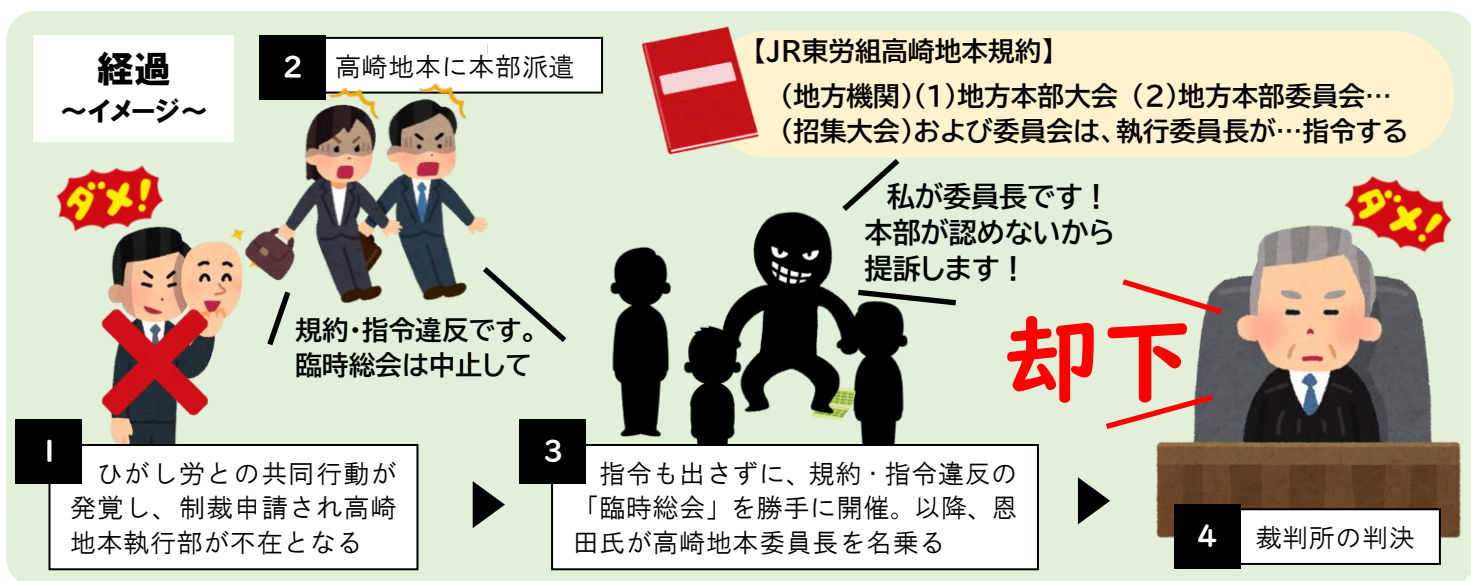 経過
～イメージ～
2 高崎地本に本部派遣
【JR東労組高崎地本規約】
（地方機関）（1）地方本部大会（2）地方本部委員会…
（招集大会）および委員会は、執行委員長が…指令する
ダメ！
規約・指令違反です。
臨時総会は中止して
私が委員長です！
本部が認めないから
提訴します！
ダメ！
却下
1
ひがし労との共同行動が
発覚し、制裁申請され高崎
地本執行部が不在となる
3
指令も出さずに、規約・指令違反の
「臨時総会」を勝手に開催。以降、恩
田氏が高崎地本委員長を名乗る
4 裁判所の判決